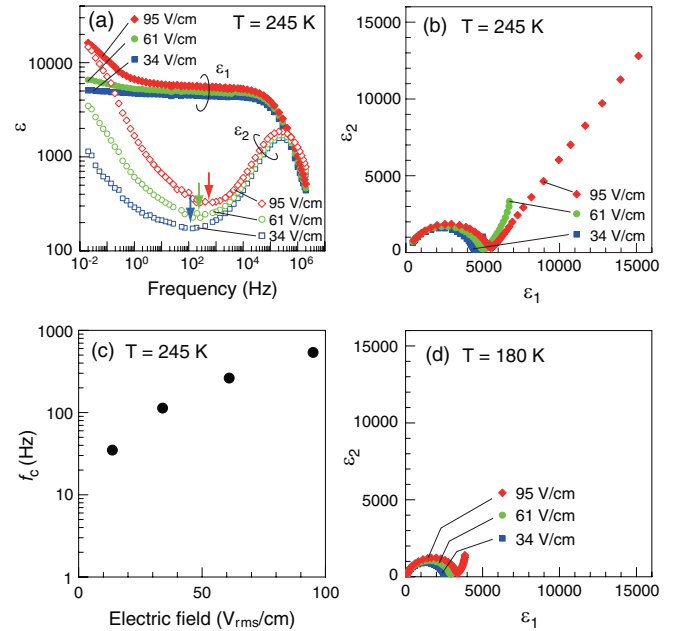 (a)
T = 245 K
95 V/cm
61 V/cm
34 V/cm
ε1
ε2
95 V/cm
61 V/cm
34 V/cm
ε
10000
1000
100
10-2
100
102
104
106
Frequency (Hz)
(b)
T = 245 K
ε2
15000
10000
5000
0
95 V/cm
61 V/cm
34 V/cm
0
5000
10000
15000
ε1
(c)
T = 245 K
fc (Hz)
1000
100
10
1
0
50
100
Electric field (Vrms/cm)
(d)
T = 180 K
ε2
15000
10000
5000
0
95 V/cm
61 V/cm
34 V/cm
0
5000
10000
15000
ε1